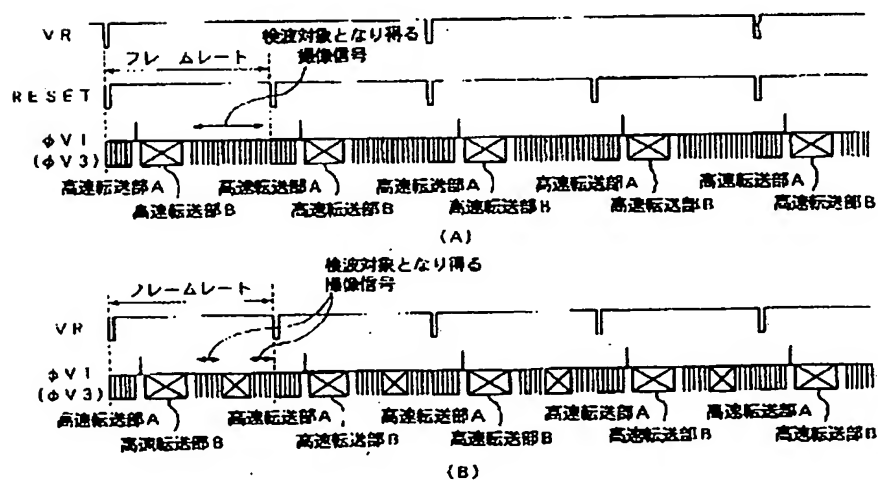 検波対象となり得る
撮像信号
VR
フレームレート
RESET
φV1
(φV3)
高速転送部A 高速転送部A 高速転送部A 高速転送部A 高速転送部A
高速転送部B 高速転送部B 高速転送部B 高速転送部B 高速転送部B
(A)
検波対象となり得る
撮像信号
フレームレート
VR
φV1
(φV3)
高速転送部A 高速転送部A 高速転送部A 高速転送部A 高速転送部A
高速転送部B 高速転送部B 高速転送部B 高速転送部B 高速転送部B
(B)